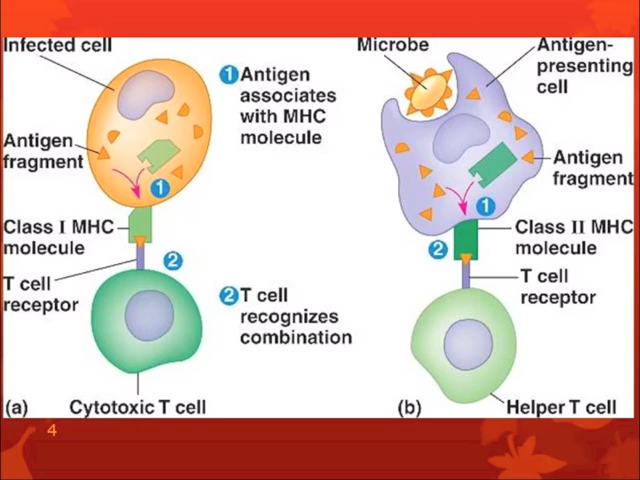 Infected cell
Antigen
fragment
Class I MHC
molecule
T cell
receptor
(a)
Cytotoxic T cell
1 Antigen
associates
with MHC
molecule
1
2
2 T cell
recognizes
combination
Microbe
Antigen-
presenting
cell
Antigen
fragment
1
2
Class II MHC
molecule
T cell
receptor
(b)
Helper T cell
4